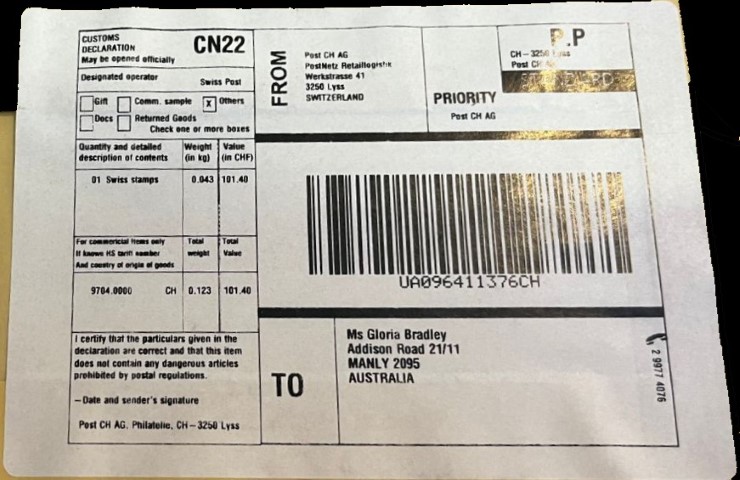 CUSTOMS
DECLARATION
May be opened officially
CN22
Designated operator
Swiss Post
Gift
Comm. sample
X
Others
Docs
Returned Goods
Check one or more boxes
Quantity and detailed
description of contents
Weight
(in kg)
Value
(in CHF)
01 Swiss stamps
0.043
101.40
For commercial items only
If known HS tariff number
And country of origin of goods
Total
weight
Total
Value
9704.0000
CH
0.123
101.40
I certify that the particulars given in the
declaration are correct and that this item
does not contain any dangerous articles
prohibited by postal regulations.
– Date and sender's signature
Post CH AG, Philatelie, CH – 3250 Lyss
FROM
Post CH AG
PostNetz Retaillogistik
Werkstrasse 41
3250 Lyss
SWITZERLAND
PRIORITY
Post CH AG
P.P
CH – 3250 Lyss
Post CH AG
STANDARD
UA096411376CH
TO
Ms Gloria Bradley
Addison Road 21/11
MANLY 2095
AUSTRALIA
2 9977 4076